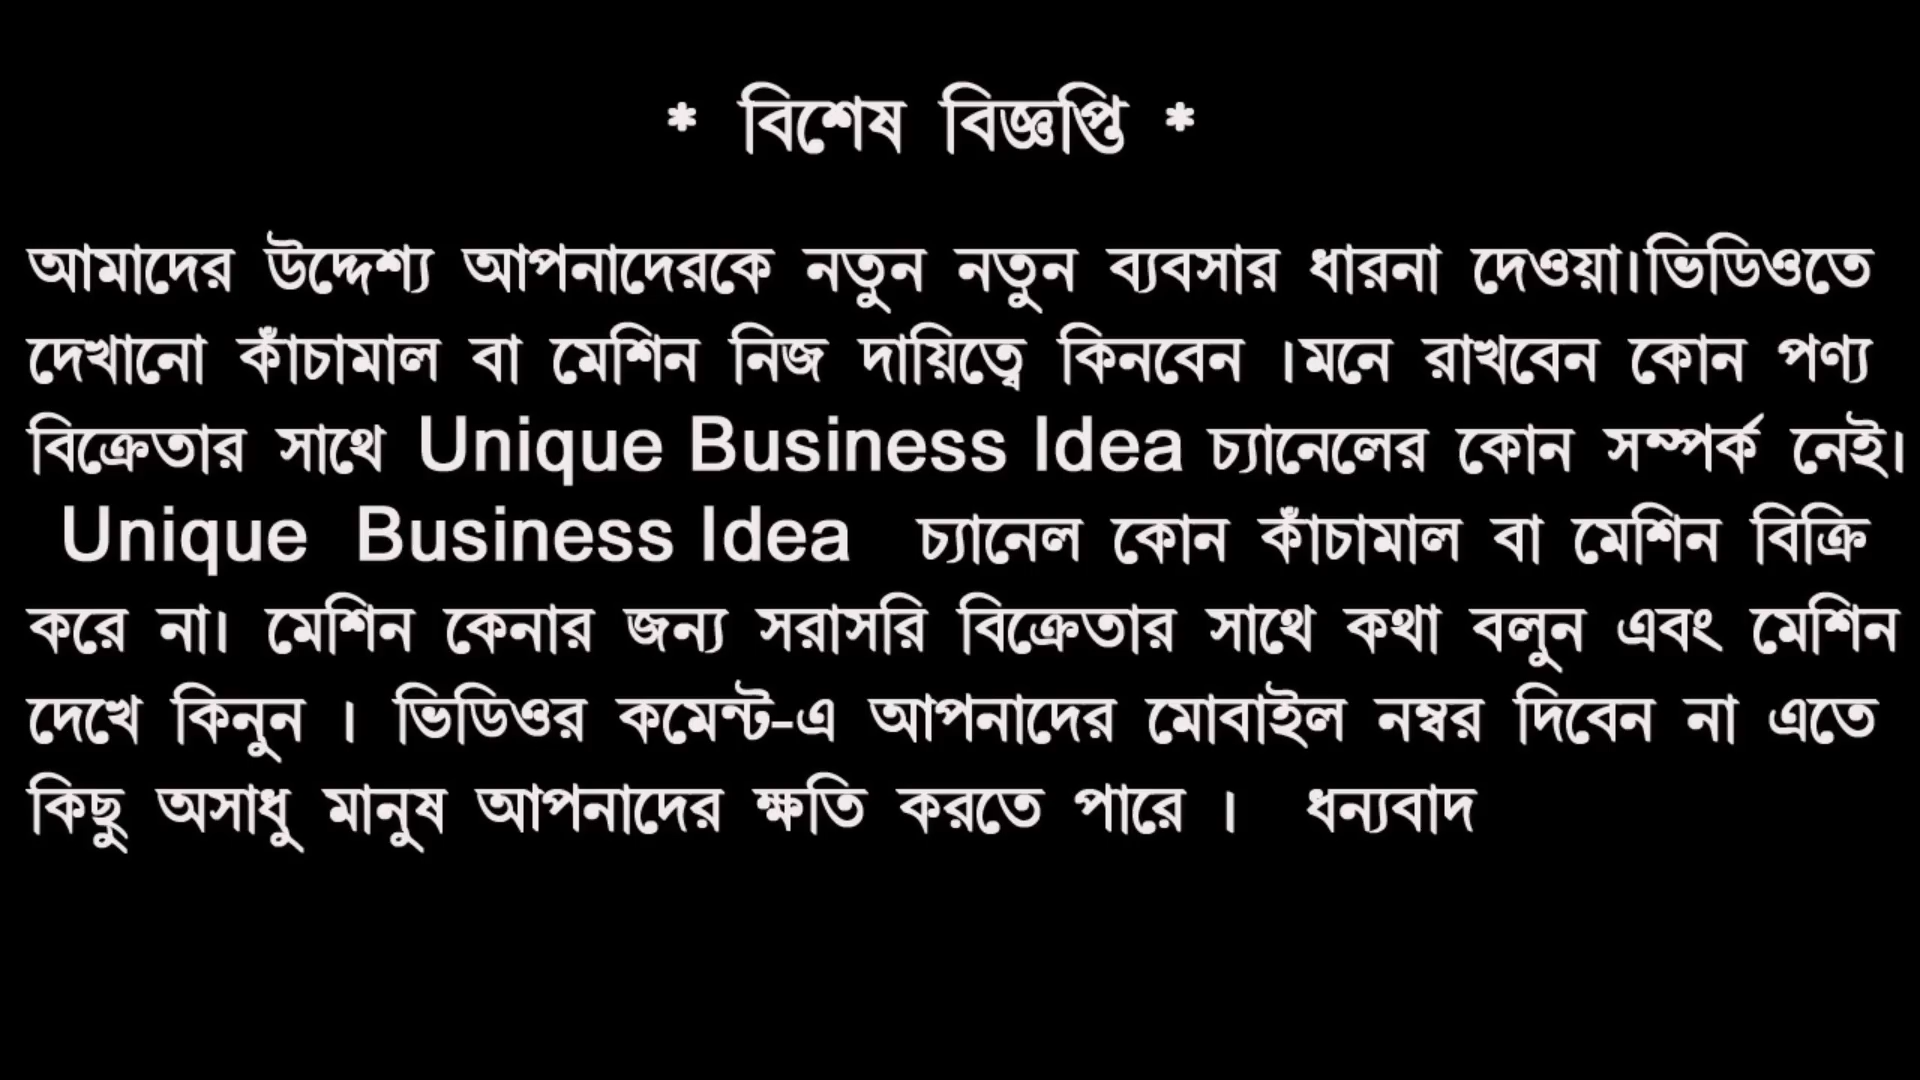 * বিশেষ বিজ্ঞপ্তি *
আমাদের উদ্দেশ্য আপনাদেরকে নতুন নতুন ব্যবসার ধারনা দেওয়া।ভিডিওতে
দেখানো কাঁচামাল বা মেশিন নিজ দায়িত্বে কিনবেন ।মনে রাখবেন কোন পণ্য
বিক্রেতার সাথে Unique Business Idea চ্যানেলের কোন সম্পর্ক নেই।
Unique Business Idea চ্যানেল কোন কাঁচামাল বা মেশিন বিক্রি
করে না। মেশিন কেনার জন্য সরাসরি বিক্রেতার সাথে কথা বলুন এবং মেশিন
দেখে কিনুন । ভিডিওর কমেন্ট-এ আপনাদের মোবাইল নম্বর দিবেন না এতে
কিছু অসাধু মানুষ আপনাদের ক্ষতি করতে পারে । ধন্যবাদ